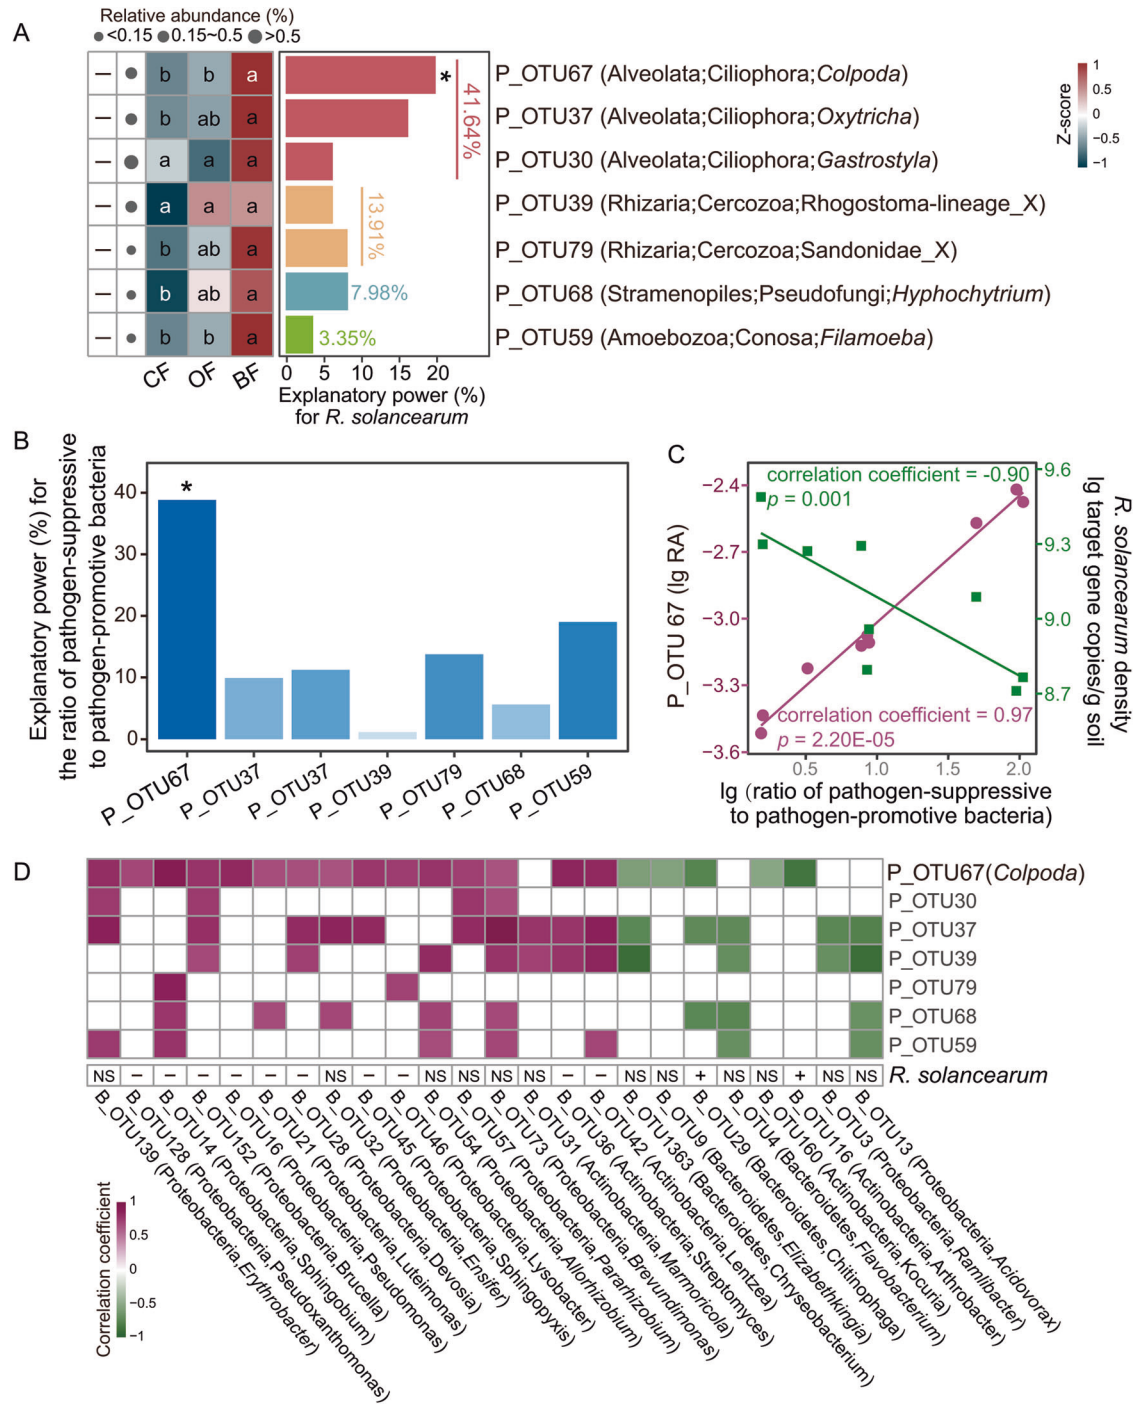 A
Relative abundance (%)
<0.15 0.15~0.5 >0.5
– b b a
– b ab a
– a a a
– a a a
– b ab a
– b ab a
– b b a
CF OF BF
*
41.64%
13.91%
7.98%
3.35%
0 5 10 15 20
Explanatory power (%)
for R. solancearum
P_OTU67 (Alveolata;Ciliophora;Colpoda)
P_OTU37 (Alveolata;Ciliophora;Oxytricha)
P_OTU30 (Alveolata;Ciliophora;Gastrostyla)
P_OTU39 (Rhizaria;Cercozoa;Rhogostoma-lineage_X)
P_OTU79 (Rhizaria;Cercozoa;Sandonidae_X)
P_OTU68 (Stramenopiles;Pseudofungi;Hyphochytrium)
P_OTU59 (Amoebozoa;Conosa;Filamoeba)
Z-score
1
0.5
0
−0.5
−1
B
Explanatory power (%) for
the ratio of pathogen-suppressive
to pathogen-promotive bacteria
40
30
20
10
0
*
P_OTU67
P_OTU37
P_OTU37
P_OTU39
P_OTU79
P_OTU68
P_OTU59
C
P_OTU 67 (lg RA)
−2.4
−2.7
−3.0
−3.3
−3.6
correlation coefficient = -0.90
p = 0.001
correlation coefficient = 0.97
p = 2.20E-05
9.6
9.3
9.0
8.7
R. solancearum density
lg target gene copies/g soil
0.5 1.0 1.5 2.0
lg (ratio of pathogen-suppressive
to pathogen-promotive bacteria)
D
P_OTU67(Colpoda)
P_OTU30
P_OTU37
P_OTU39
P_OTU79
P_OTU68
P_OTU59
NS – – – – – – NS – – NS NS NS NS – – NS NS + NS NS + NS NS R. solancearum
B_OTU139 (Proteobacteria,Erythrobacter)
B_OTU128 (Proteobacteria,Pseudoxanthomonas)
B_OTU14 (Proteobacteria,Sphingobium)
B_OTU152 (Proteobacteria,Brucella)
B_OTU16 (Proteobacteria,Pseudomonas)
B_OTU21 (Proteobacteria,Luteimonas)
B_OTU28 (Proteobacteria,Devosia)
B_OTU32 (Proteobacteria,Ensifer)
B_OTU45 (Proteobacteria,Sphingopyxis)
B_OTU46 (Proteobacteria,Lysobacter)
B_OTU54 (Proteobacteria,Allorhizobium)
B_OTU57 (Proteobacteria,Pararhizobium)
B_OTU73 (Proteobacteria,Brevundimonas)
B_OTU31 (Actinobacteria,Marmoricola)
B_OTU36 (Actinobacteria,Streptomyces)
B_OTU42 (Actinobacteria,Lentzea)
B_OTU1363 (Bacteroidetes,Chryseobacterium)
B_OTU9 (Bacteroidetes,Elizabethkingia)
B_OTU29 (Bacteroidetes,Chitinophaga)
B_OTU4 (Bacteroidetes,Flavobacterium)
B_OTU160 (Actinobacteria,Kocuria)
B_OTU116 (Actinobacteria,Arthrobacter)
B_OTU3 (Proteobacteria,Ramlibacter)
B_OTU13 (Proteobacteria,Acidovorax)
Correlation coefficient
1
0.5
0
−0.5
−1